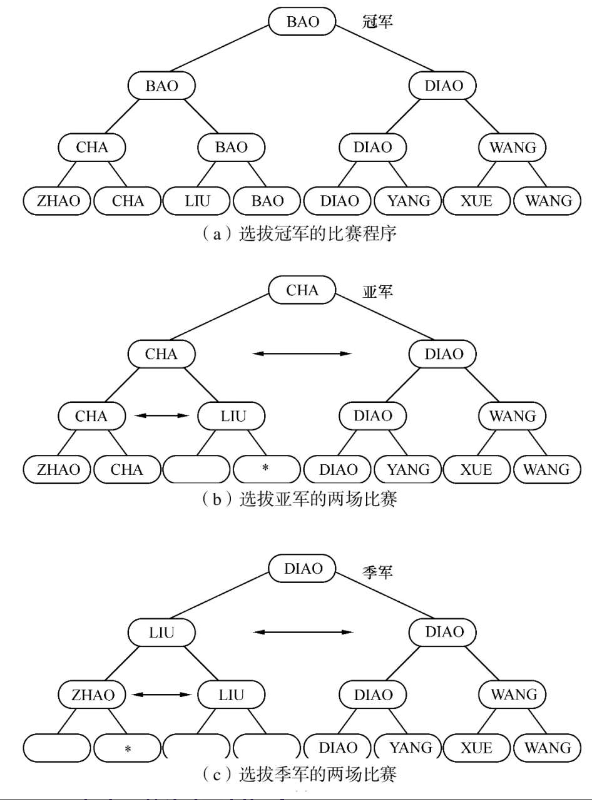 BAO 冠军
BAO DIAO
CHA BAO DIAO WANG
ZHAO CHA LIU BAO DIAO YANG XUE WANG
（a）选拔冠军的比赛程序
CHA 亚军
CHA DIAO
CHA LIU DIAO WANG
ZHAO CHA * DIAO YANG XUE WANG
（b）选拔亚军的两场比赛
DIAO 季军
LIU DIAO
ZHAO LIU DIAO WANG
* DIAO YANG XUE WANG
（c）选拔季军的两场比赛